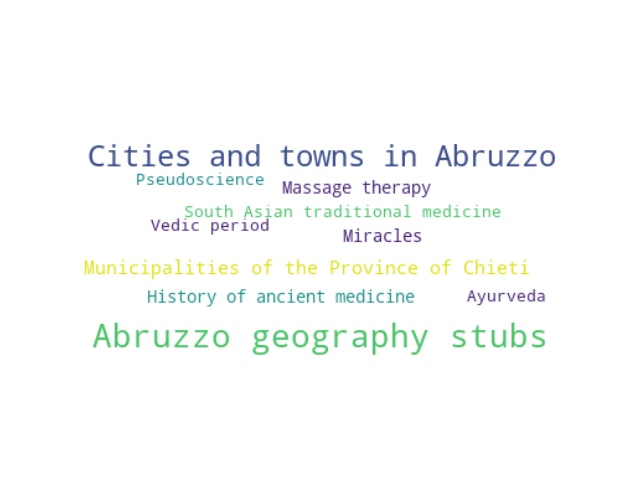 Cities and towns in Abruzzo
Pseudoscience
Massage therapy
South Asian traditional medicine
Vedic period
Miracles
Municipalities of the Province of Chieti
History of ancient medicine
Ayurveda
Abruzzo geography stubs